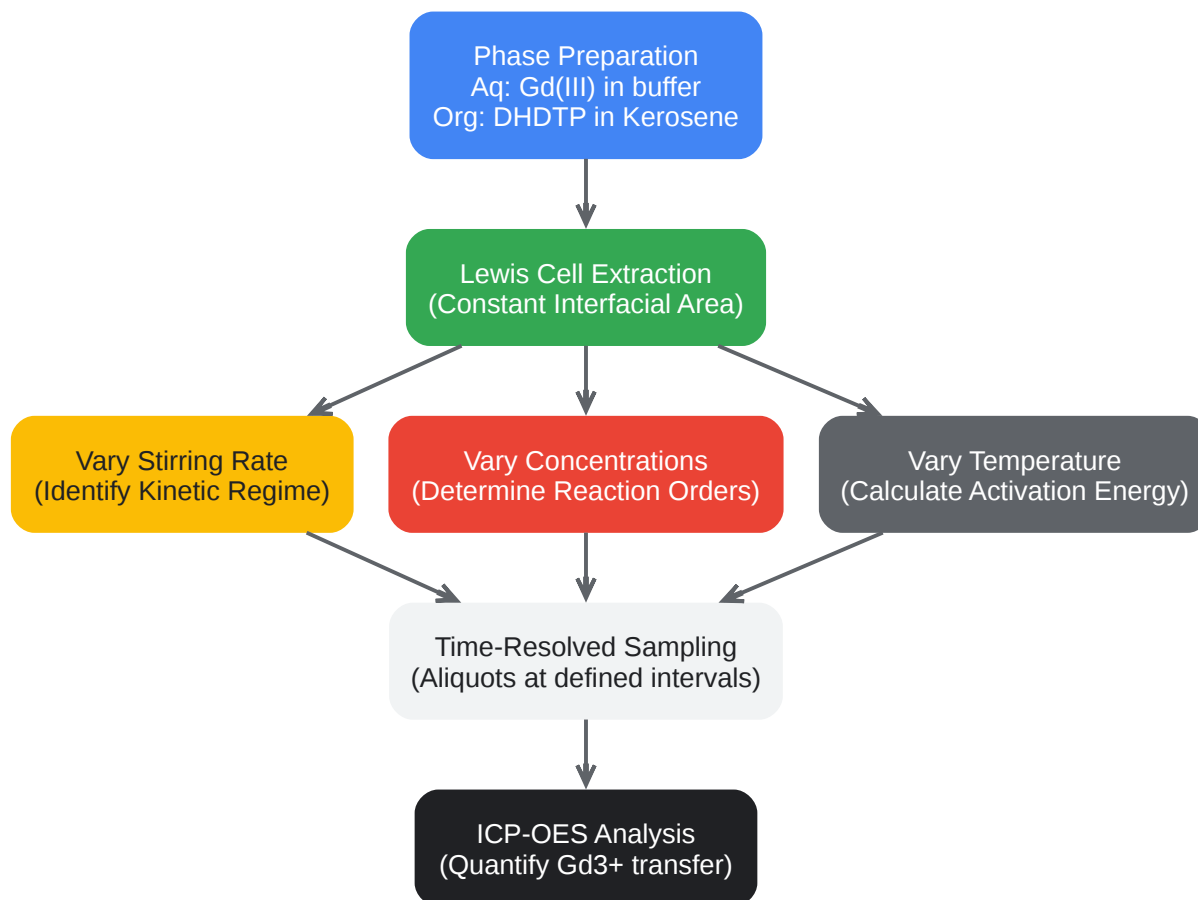 Phase Preparation
Aq: Gd(III) in buffer
Org: DHDTP in Kerosene
Lewis Cell Extraction
(Constant Interfacial Area)
Vary Stirring Rate
(Identify Kinetic Regime)
Vary Concentrations
(Determine Reaction Orders)
Vary Temperature
(Calculate Activation Energy)
Time-Resolved Sampling
(Aliquots at defined intervals)
ICP-OES Analysis
(Quantify Gd3+ transfer)